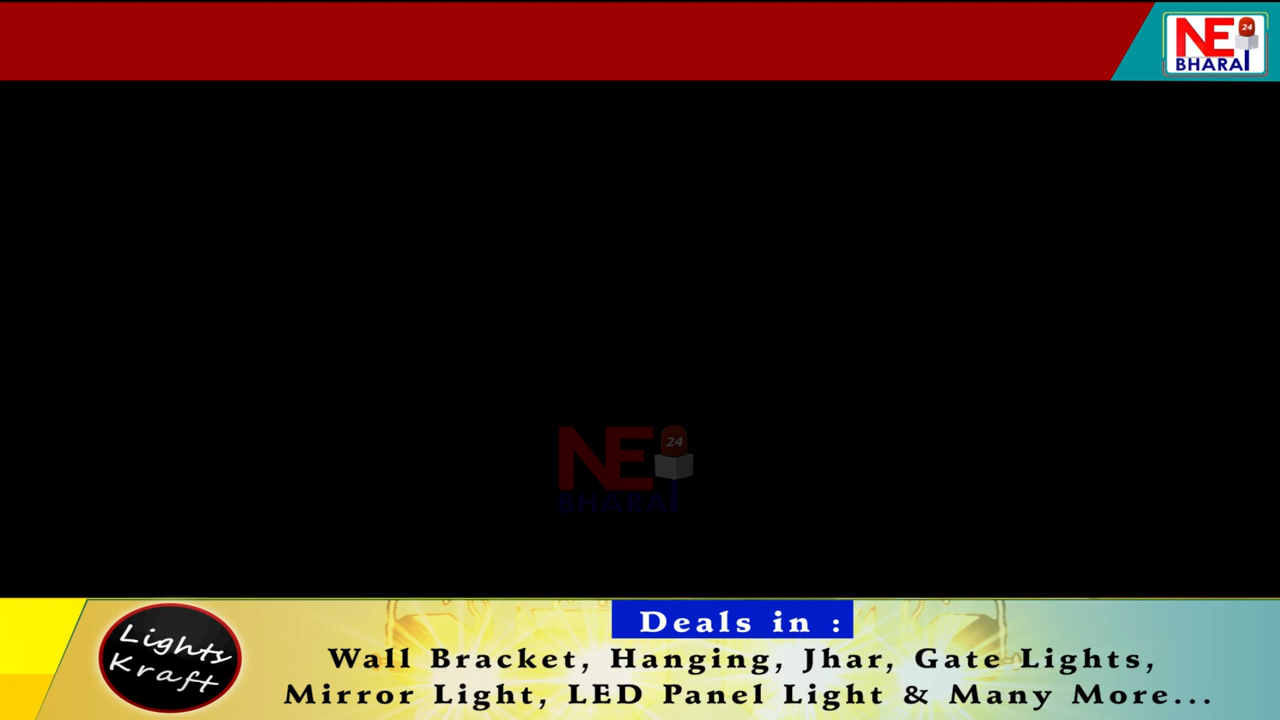 24
NE
BHARAT
24
NE
BHARAT
Lights
Kraft
Deals in :
Wall Bracket, Hanging, Jhar, Gate Lights,
Mirror Light, LED Panel Light & Many More...